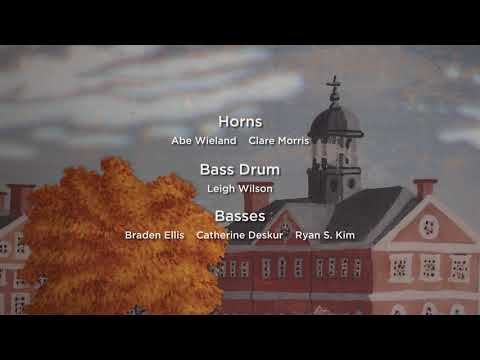 Horns
Abe Wieland Clare Morris
Bass Drum
Leigh Wilson
Basses
Braden Ellis Catherine Deskur Ryan S. Kim